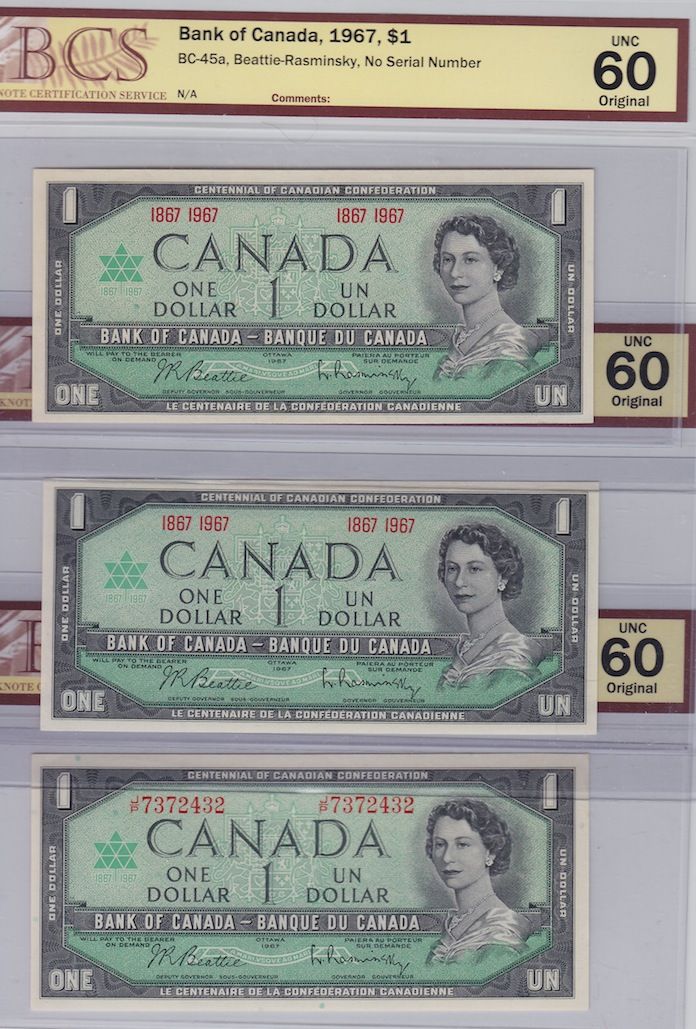 BCS
NOTE CERTIFICATION SERVICE
Bank of Canada, 1967, $1
BC-45a, Beattie-Rasminsky, No Serial Number
N/A
Comments:
UNC
60
Original
1 CENTENNIAL OF CANADIAN CONFEDERATION 1
1867 1967 1867 1967
CANADA
1867 1967
ONE DOLLAR
ONE DOLLAR 1 UN DOLLAR
UN DOLLAR
BANK OF CANADA – BANQUE DU CANADA
WILL PAY TO THE BEARER ON DEMAND
OTTAWA 1967
PAIERA AU PORTEUR SUR DEMANDE
JR Beattie
L. Rasminsky
DEPUTY GOVERNOR SOUS-GOUVERNEUR
GOVERNOR GOUVERNEUR
ONE LE CENTENAIRE DE LA CONFÉDÉRATION CANADIENNE UN
UNC
60
Original
1 CENTENNIAL OF CANADIAN CONFEDERATION 1
1867 1967 1867 1967
CANADA
1867 1967
ONE DOLLAR
ONE DOLLAR 1 UN DOLLAR
UN DOLLAR
BANK OF CANADA – BANQUE DU CANADA
WILL PAY TO THE BEARER ON DEMAND
OTTAWA 1967
PAIERA AU PORTEUR SUR DEMANDE
JR Beattie
L. Rasminsky
DEPUTY GOVERNOR SOUS-GOUVERNEUR
GOVERNOR GOUVERNEUR
ONE LE CENTENAIRE DE LA CONFÉDÉRATION CANADIENNE UN
UNC
60
Original
1 CENTENNIAL OF CANADIAN CONFEDERATION 1
J/P 7372432 J/P 7372432
CANADA
1867 1967
ONE DOLLAR
ONE DOLLAR 1 UN DOLLAR
UN DOLLAR
BANK OF CANADA – BANQUE DU CANADA
WILL PAY TO THE BEARER ON DEMAND
OTTAWA 1967
PAIERA AU PORTEUR SUR DEMANDE
JR Beattie
L. Rasminsky
DEPUTY GOVERNOR SOUS-GOUVERNEUR
GOVERNOR GOUVERNEUR
ONE LE CENTENAIRE DE LA CONFÉDÉRATION CANADIENNE UN